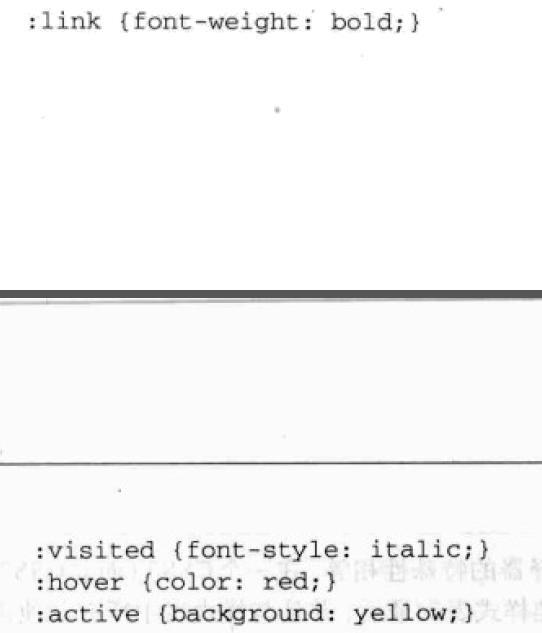 :link {font-weight: bold;}
:visited {font-style: italic;}
:hover {color: red;}
:active {background: yellow;}